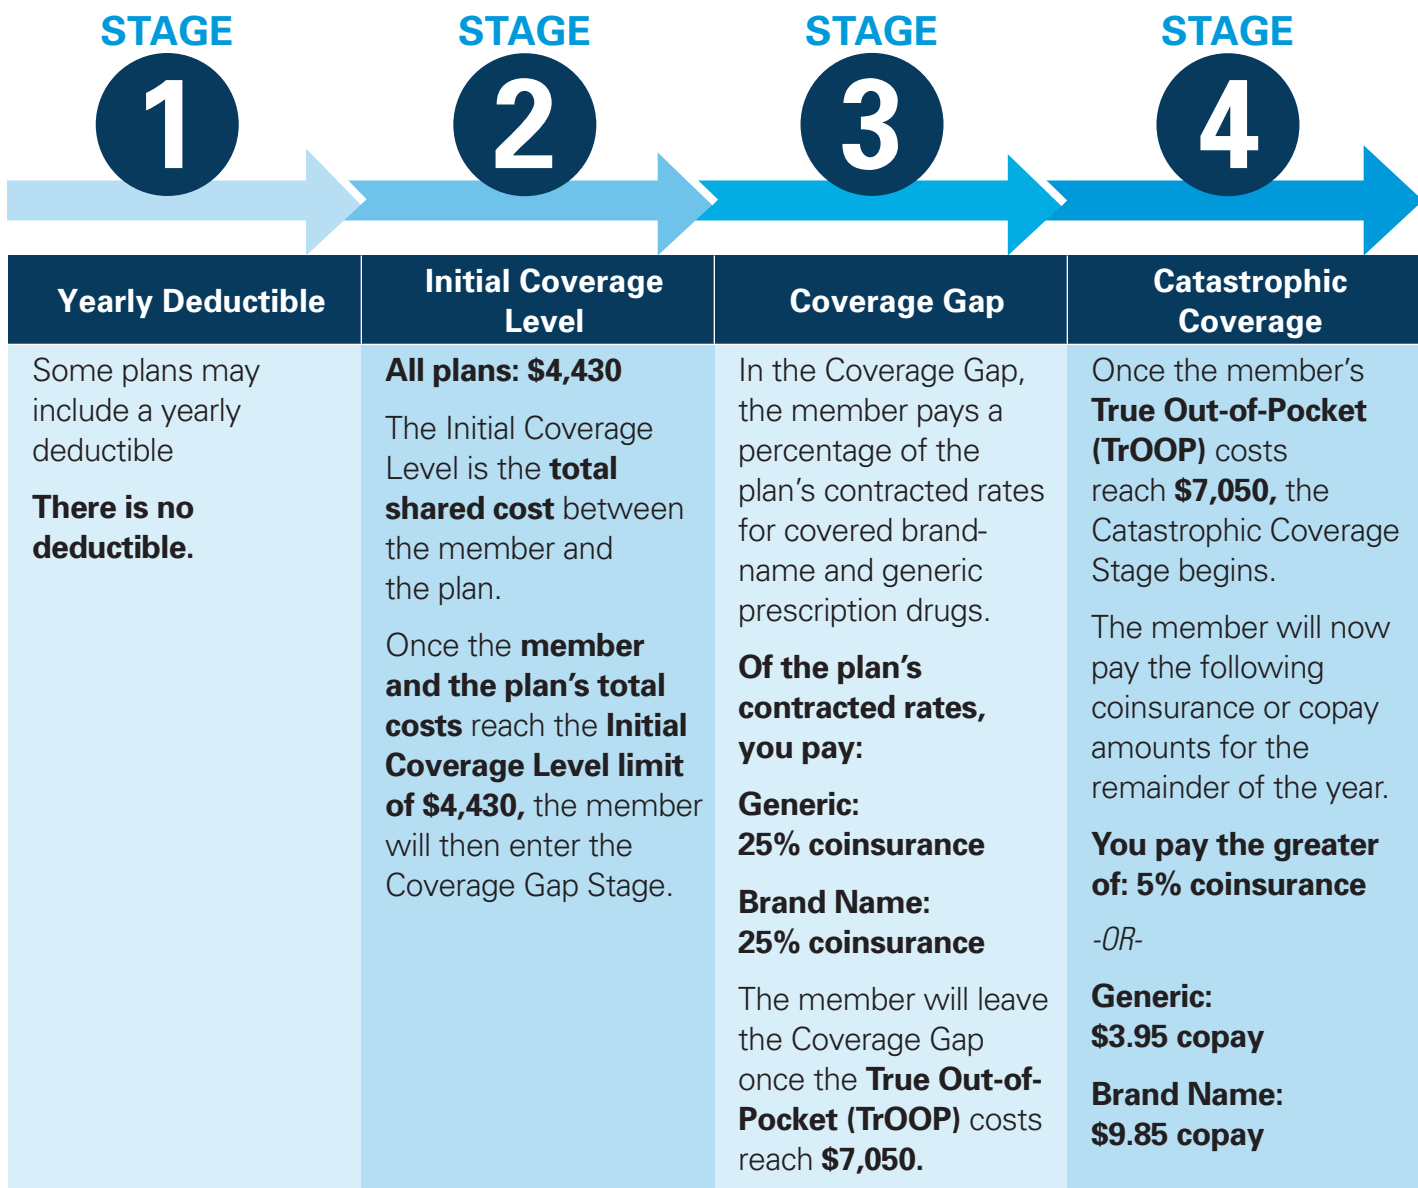 STAGE
1
STAGE
2
STAGE
3
STAGE
4
Yearly Deductible
Some plans may
include a yearly
deductible
There is no
deductible.
Initial Coverage
Level
All plans: $4,430
The Initial Coverage
Level is the total
shared cost between
the member and
the plan.
Once the member
and the plan’s total
costs reach the Initial
Coverage Level limit
of $4,430, the member
will then enter the
Coverage Gap Stage.
Coverage Gap
In the Coverage Gap,
the member pays a
percentage of the
plan’s contracted rates
for covered brand-
name and generic
prescription drugs.
Of the plan’s
contracted rates,
you pay:
Generic:
25% coinsurance
Brand Name:
25% coinsurance
The member will leave
the Coverage Gap
once the True Out-of-
Pocket (TrOOP) costs
reach $7,050.
Catastrophic
Coverage
Once the member’s
True Out-of-Pocket
(TrOOP) costs
reach $7,050, the
Catastrophic Coverage
Stage begins.
The member will now
pay the following
coinsurance or copay
amounts for the
remainder of the year.
You pay the greater
of: 5% coinsurance
-OR-
Generic:
$3.95 copay
Brand Name:
$9.85 copay